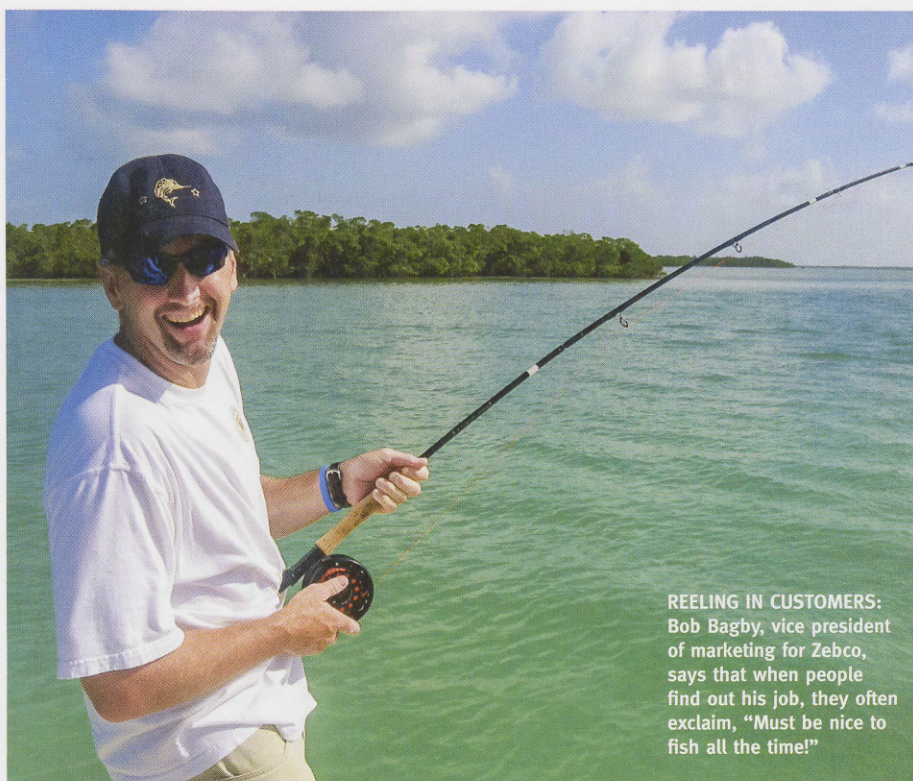 REELING IN CUSTOMERS:
Bob Bagby, vice president
of marketing for Zebco,
says that when people
find out his job, they often
exclaim, “Must be nice to
fish all the time!”